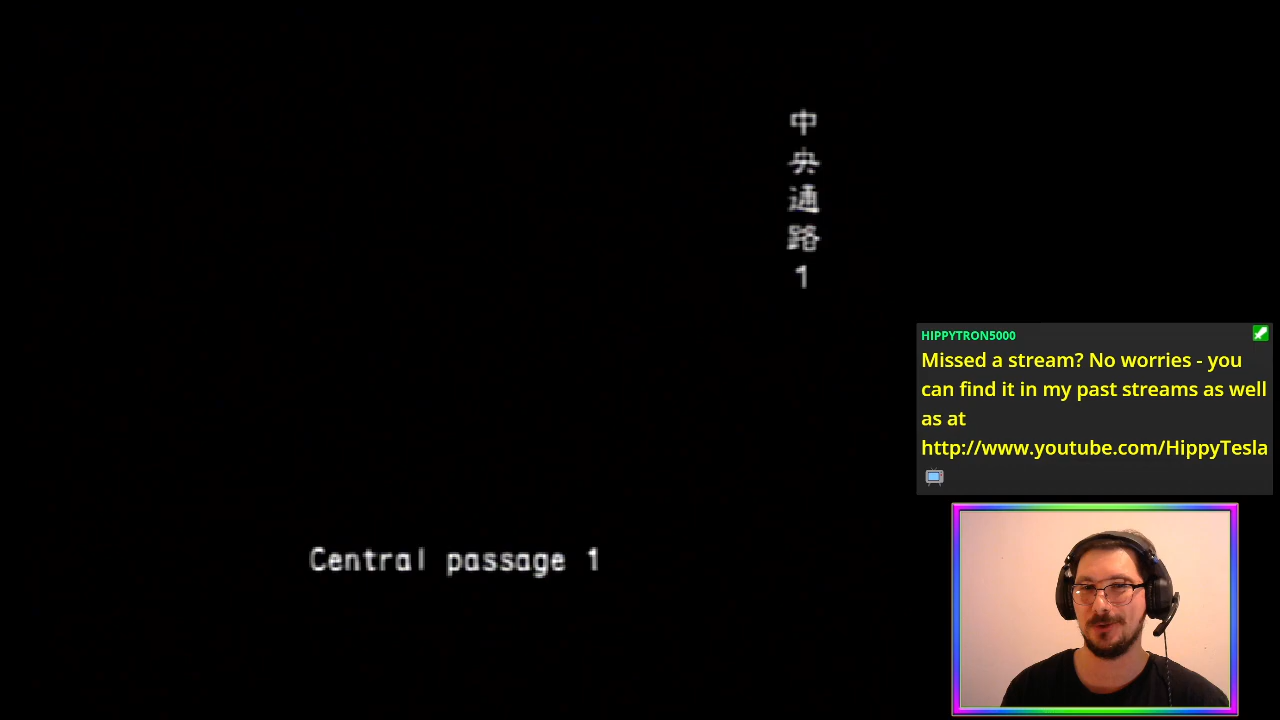 中央通路1
Central passage 1
HIPPYTRON5000
Missed a stream? No worries - you
can find it in my past streams as well
as at
http://www.youtube.com/HippyTesla